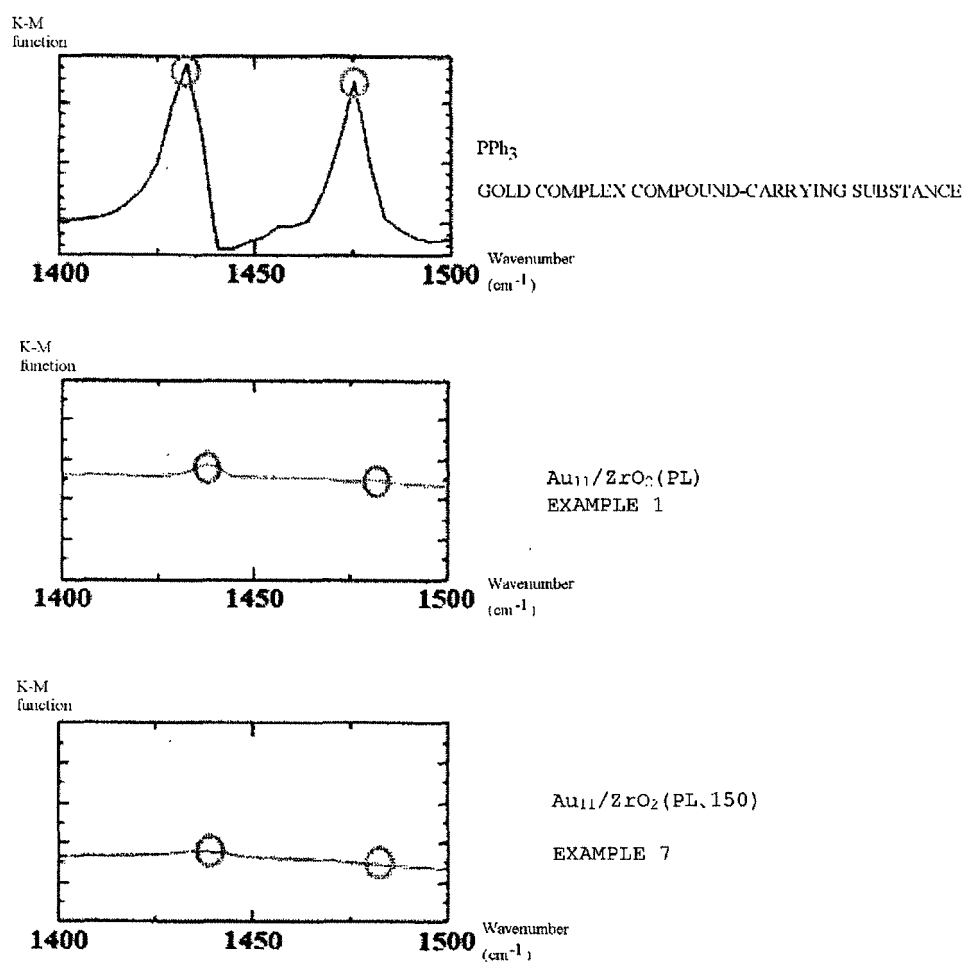 K-M
function
PPh₃
GOLD COMPLEX COMPOUND-CARRYING SUBSTANCE
1400 1450 1500
Wavenumber
(cm⁻¹)
K-M
function
Au₁₁/ZrO₂(PL)
EXAMPLE 1
1400 1450 1500
Wavenumber
(cm⁻¹)
K-M
function
Au₁₁/ZrO₂(PL、150)
EXAMPLE 7
1400 1450 1500
Wavenumber
(cm⁻¹)